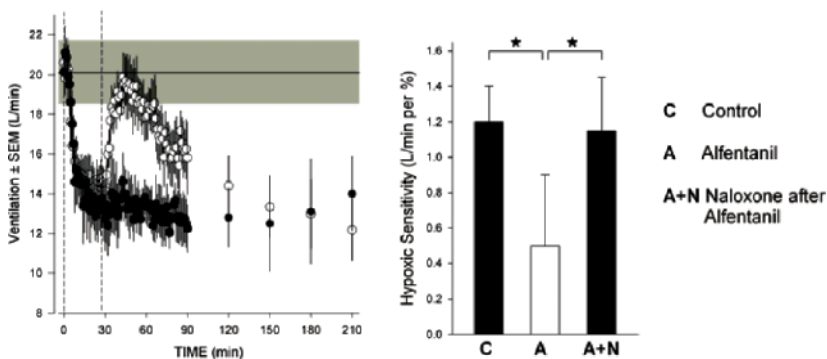 Ventilation ± SEM (L/min)
22
20
18
16
14
12
10
8
0
30
60
90
120
150
180
210
TIME (min)
Hypoxic Sensitivity (L/min per %)
1.6
1.4
1.2
1.0
0.8
0.6
0.4
0.2
0.0
★
★
C
A
A+N
C Control
A Alfentanil
A+N Naloxone after
Alfentanil